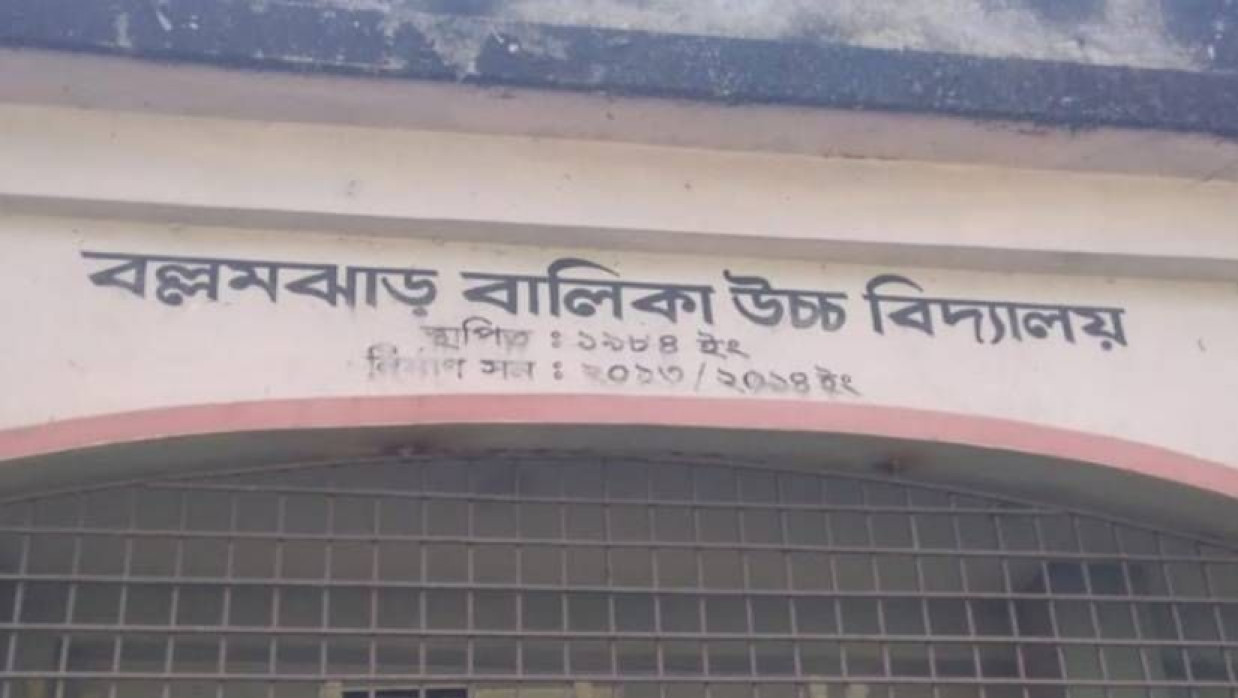 বল্লমঝাড় বালিকা উচ্চ বিদ্যালয়
স্থাপিত : ১৯৮৪ ইং
নির্মাণ সন : ২০১৩/২০১৪ ইং